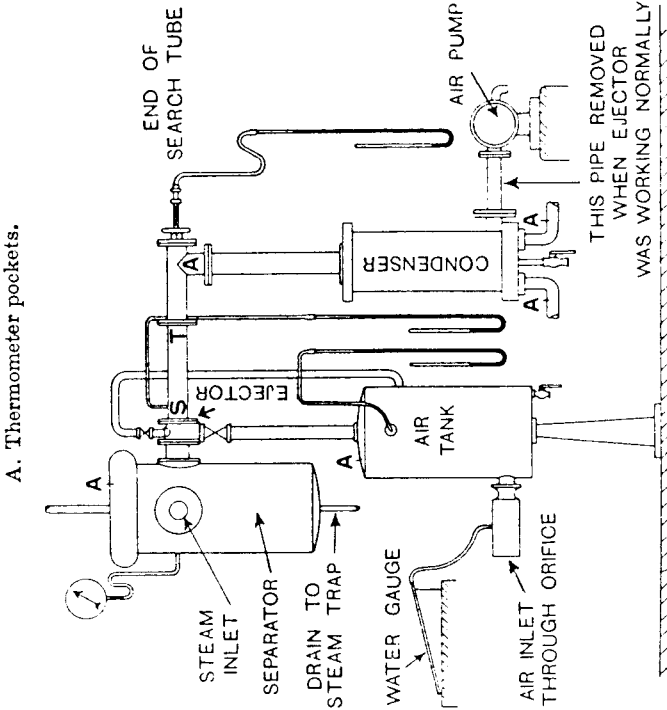 A. Thermometer pockets.
END OF
SEARCH TUBE
AIR PUMP
THIS PIPE REMOVED
WHEN EJECTOR
WAS WORKING NORMALLY
A
CONDENSER
A
A
T
S
EJECTOR
A
AIR
TANK
A
STEAM
INLET
SEPARATOR
DRAIN TO
STEAM TRAP
WATER GAUGE
AIR INLET
THROUGH ORIFICE